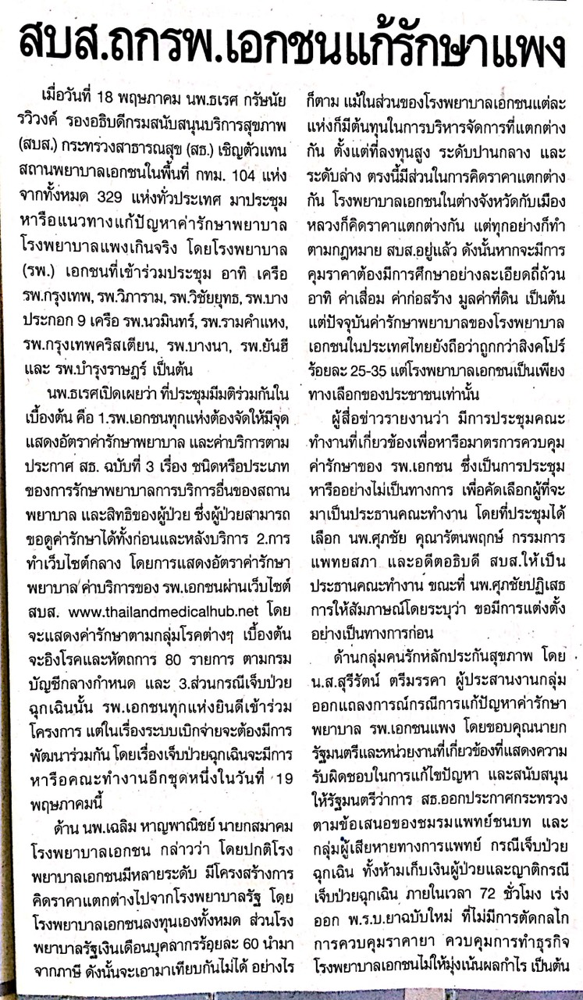 สบส.ถกรพ.เอกชนแก้รักษาแพง
เมื่อวันที่ 18 พฤษภาคม นพ.ธเรศ กรัษนัย
รวิวงค์ รองอธิบดีกรมสนับสนุนบริการสุขภาพ
(สบส.) กระทรวงสาธารณสุข (สธ.) เชิญตัวแทน
สถานพยาบาลเอกชนในพื้นที่ กทม. 104 แห่ง
จากทั้งหมด 329 แห่งทั่วประเทศ มาประชุม
หารือแนวทางแก้ปัญหาค่ารักษาพยาบาล
โรงพยาบาลแพงเกินจริง โดยโรงพยาบาล
(รพ.) เอกชนที่เข้าร่วมประชุม อาทิ เครือ
รพ.กรุงเทพ, รพ.วิภาราม, รพ.วิชัยยุทธ, รพ.บาง
ประกอก 9 เครือ รพ.นวมินทร์, รพ.รามคำแหง,
รพ.กรุงเทพคริสเตียน, รพ.บางนา, รพ.ยันฮี
และ รพ.บำรุงราษฎร์ เป็นต้น
นพ.ธเรศเปิดเผยว่า ที่ประชุมมีมติร่วมกันใน
เบื้องต้น คือ 1.รพ.เอกชนทุกแห่งต้องจัดให้มีจุด
แสดงอัตราค่ารักษาพยาบาล และค่าบริการตาม
ประกาศ สธ. ฉบับที่ 3 เรื่อง ชนิดหรือประเภท
ของการรักษาพยาบาลการบริการอื่นของสถาน
พยาบาล และสิทธิของผู้ป่วย ซึ่งผู้ป่วยสามารถ
ขอดูค่ารักษาได้ทั้งก่อนและหลังบริการ 2.การ
ทำเว็บไซต์กลาง โดยการแสดงอัตราค่ารักษา
พยาบาล ค่าบริการของ รพ.เอกชนผ่านเว็บไซต์
สบส. www.thailandmedicalhub.net โดย
จะแสดงค่ารักษาตามกลุ่มโรคต่างๆ เบื้องต้น
จะอิงโรคและหัตถการ 80 รายการ ตามกรม
บัญชีกลางกำหนด และ 3.ส่วนกรณีเจ็บป่วย
ฉุกเฉินนั้น รพ.เอกชนทุกแห่งยินดีเข้าร่วม
โครงการ แต่ในเรื่องระบบเบิกจ่ายจะต้องมีการ
พัฒนาร่วมกัน โดยเรื่องเจ็บป่วยฉุกเฉินจะมีการ
หารือคณะทำงานอีกชุดหนึ่งในวันที่ 19
พฤษภาคมนี้
ด้าน นพ.เฉลิม หาญพาณิชย์ นายกสมาคม
โรงพยาบาลเอกชน กล่าวว่า โดยปกติโรง
พยาบาลเอกชนมีหลายระดับ มีโครงสร้างการ
คิดราคาแตกต่างไปจากโรงพยาบาลรัฐ โดย
โรงพยาบาลเอกชนลงทุนเองทั้งหมด ส่วนโรง
พยาบาลรัฐเงินเดือนบุคลากรร้อยละ 60 นำมา
จากภาษี ดังนั้นจะเอามาเทียบกันไม่ได้ อย่างไร
ก็ตาม แม้ในส่วนของโรงพยาบาลเอกชนแต่ละ
แห่งก็มีต้นทุนในการบริหารจัดการที่แตกต่าง
กัน ตั้งแต่ที่ลงทุนสูง ระดับปานกลาง และ
ระดับล่าง ตรงนี้มีส่วนในการคิดราคาแตกต่าง
กัน โรงพยาบาลเอกชนในต่างจังหวัดกับเมือง
หลวงก็คิดราคาแตกต่างกัน แต่ทุกอย่างก็ทำ
ตามกฎหมาย สบส.อยู่แล้ว ดังนั้นหากจะมีการ
คุมราคาต้องมีการศึกษาอย่างละเอียดถี่ถ้วน
อาทิ ค่าเสื่อม ค่าก่อสร้าง มูลค่าที่ดิน เป็นต้น
แต่ปัจจุบันค่ารักษาพยาบาลของโรงพยาบาล
เอกชนในประเทศไทยยังถือว่าถูกกว่าสิงคโปร์
ร้อยละ 25-35 แต่โรงพยาบาลเอกชนเป็นเพียง
ทางเลือกของประชาชนเท่านั้น
ผู้สื่อข่าวรายงานว่า มีการประชุมคณะ
ทำงานที่เกี่ยวข้องเพื่อหารือมาตรการควบคุม
ค่ารักษาของ รพ.เอกชน ซึ่งเป็นการประชุม
หารืออย่างไม่เป็นทางการ เพื่อคัดเลือกผู้ที่จะ
มาเป็นประธานคณะทำงาน โดยที่ประชุมได้
เลือก นพ.ศุภชัย คุณารัตนพฤกษ์ กรรมการ
แพทยสภา และอดีตอธิบดี สบส.ให้เป็น
ประธานคณะทำงาน ขณะที่ นพ.ศุภชัยปฏิเสธ
การให้สัมภาษณ์โดยระบุว่า ขอมีการแต่งตั้ง
อย่างเป็นทางการก่อน
ด้านกลุ่มคนรักหลักประกันสุขภาพ โดย
น.ส.สุรีรัตน์ ตรีมรรคา ผู้ประสานงานกลุ่ม
ออกแถลงการณ์กรณีการแก้ปัญหาค่ารักษา
พยาบาล รพ.เอกชนแพง โดยขอบคุณนายก
รัฐมนตรีและหน่วยงานที่เกี่ยวข้องที่แสดงความ
รับผิดชอบในการแก้ไขปัญหา และสนับสนุน
ให้รัฐมนตรีว่าการ สธ.ออกประกาศกระทรวง
ตามข้อเสนอของชมรมแพทย์ชนบท และ
กลุ่มผู้เสียหายทางการแพทย์ กรณีเจ็บป่วย
ฉุกเฉิน ทั้งห้ามเก็บเงินผู้ป่วยและญาติกรณี
เจ็บป่วยฉุกเฉิน ภายในเวลา 72 ชั่วโมง เร่ง
ออก พ.ร.บ.ยาฉบับใหม่ ที่ไม่มีการตัดกลไก
การควบคุมราคายา ควบคุมการทำธุรกิจ
โรงพยาบาลเอกชนไม่ให้มุ่งเน้นผลกำไร เป็นต้น